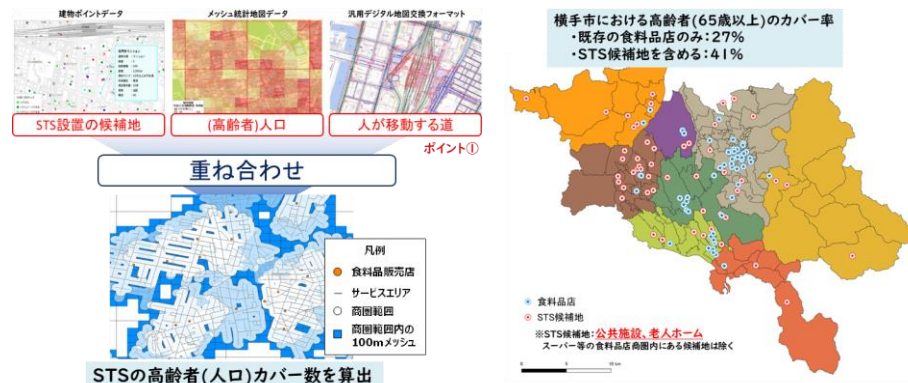 建物ポイントデータ
メッシュ統計地図データ
汎用デジタル地図交換フォーマット
STS設置の候補地
(高齢者)人口
人が移動する道
ポイント①
重ね合わせ
凡例
食料品販売店
サービスエリア
商圏範囲
商圏範囲内の
100mメッシュ
STSの高齢者(人口)カバー数を算出
横手市における高齢者(65歳以上)のカバー率
・既存の食料品店のみ：27%
・STS候補地を含める：41%
食料品店
STS候補地
※STS候補地：公共施設、老人ホーム
スーパー等の食料品店商圏内にある候補地は除く
0 5 10 km